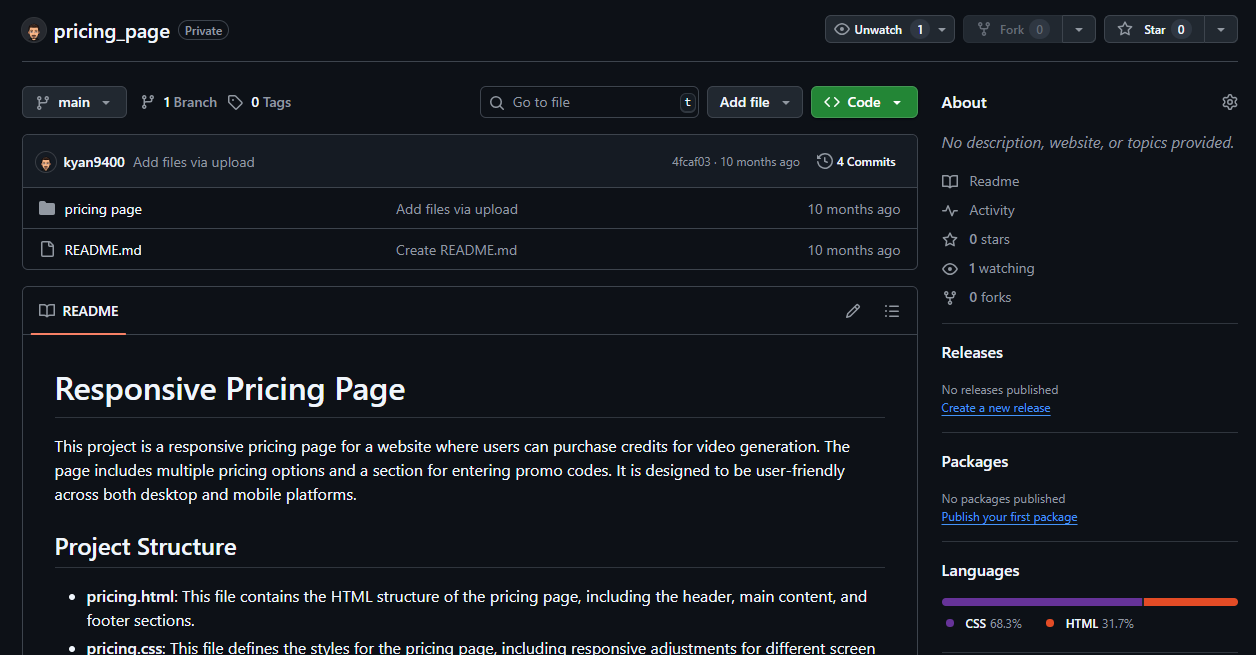 pricing_page Private Unwatch 1 Fork 0 Star 0
main 1 Branch 0 Tags Go to file t Add file Code
kyan9400 Add files via upload 4fcaf03 · 10 months ago 4 Commits
pricing page Add files via upload 10 months ago
README.md Create README.md 10 months ago
README
Responsive Pricing Page
This project is a responsive pricing page for a website where users can purchase credits for video generation. The
page includes multiple pricing options and a section for entering promo codes. It is designed to be user-friendly
across both desktop and mobile platforms.
Project Structure
• pricing.html: This file contains the HTML structure of the pricing page, including the header, main content, and
footer sections.
• pricing.css: This file defines the styles for the pricing page, including responsive adjustments for different screen
About
No description, website, or topics provided.
Readme
Activity
0 stars
1 watching
0 forks
Releases
No releases published
Create a new release
Packages
No packages published
Publish your first package
Languages
CSS 68.3% HTML 31.7%